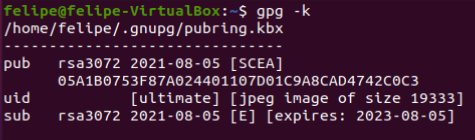 felipe@felipe-VirtualBox:~$ gpg -k
/home/felipe/.gnupg/pubring.kbx
-------------------------------
pub   rsa3072 2021-08-05 [SCEA]
      05A1B0753F87A024401107D01C9A8CAD4742C0C3
uid           [ultimate] [jpeg image of size 19333]
sub   rsa3072 2021-08-05 [E] [expires: 2023-08-05]